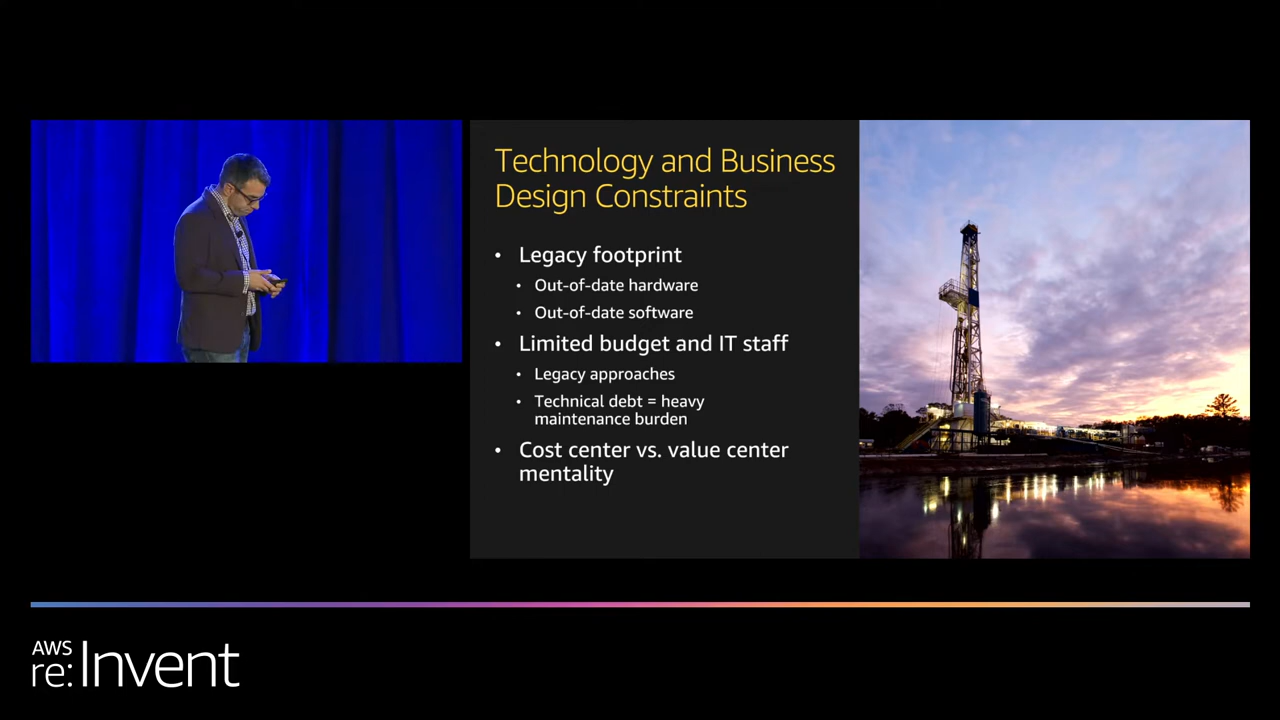 Technology and Business
Design Constraints
• Legacy footprint
• Out-of-date hardware
• Out-of-date software
• Limited budget and IT staff
• Legacy approaches
• Technical debt = heavy
maintenance burden
• Cost center vs. value center
mentality
AWS
re:Invent